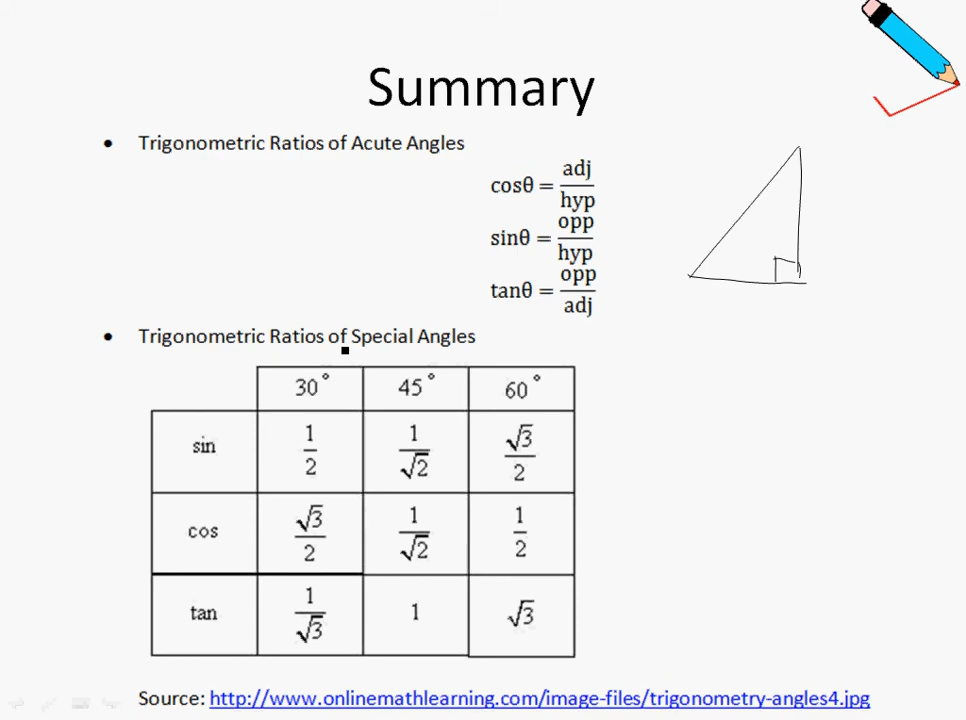 Summary
• Trigonometric Ratios of Acute Angles
cosθ = adj/hyp
sinθ = opp/hyp
tanθ = opp/adj
• Trigonometric Ratios of Special Angles
30° 45° 60°
sin 1/2 1/√2 √3/2
cos √3/2 1/√2 1/2
tan 1/√3 1 √3
Source: http://www.onlinemathlearning.com/image-files/trigonometry-angles4.jpg